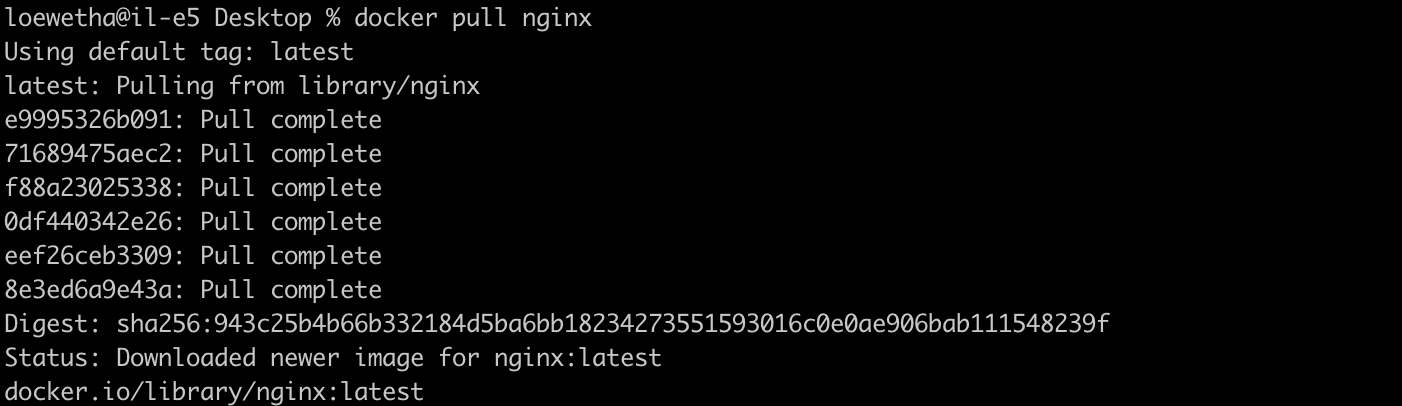 loewetha@il-e5 Desktop % docker pull nginx
Using default tag: latest
latest: Pulling from library/nginx
e9995326b091: Pull complete
71689475aec2: Pull complete
f88a23025338: Pull complete
0df440342e26: Pull complete
eef26ceb3309: Pull complete
8e3ed6a9e43a: Pull complete
Digest: sha256:943c25b4b66b332184d5ba6bb18234273551593016c0e0ae906bab111548239f
Status: Downloaded newer image for nginx:latest
docker.io/library/nginx:latest